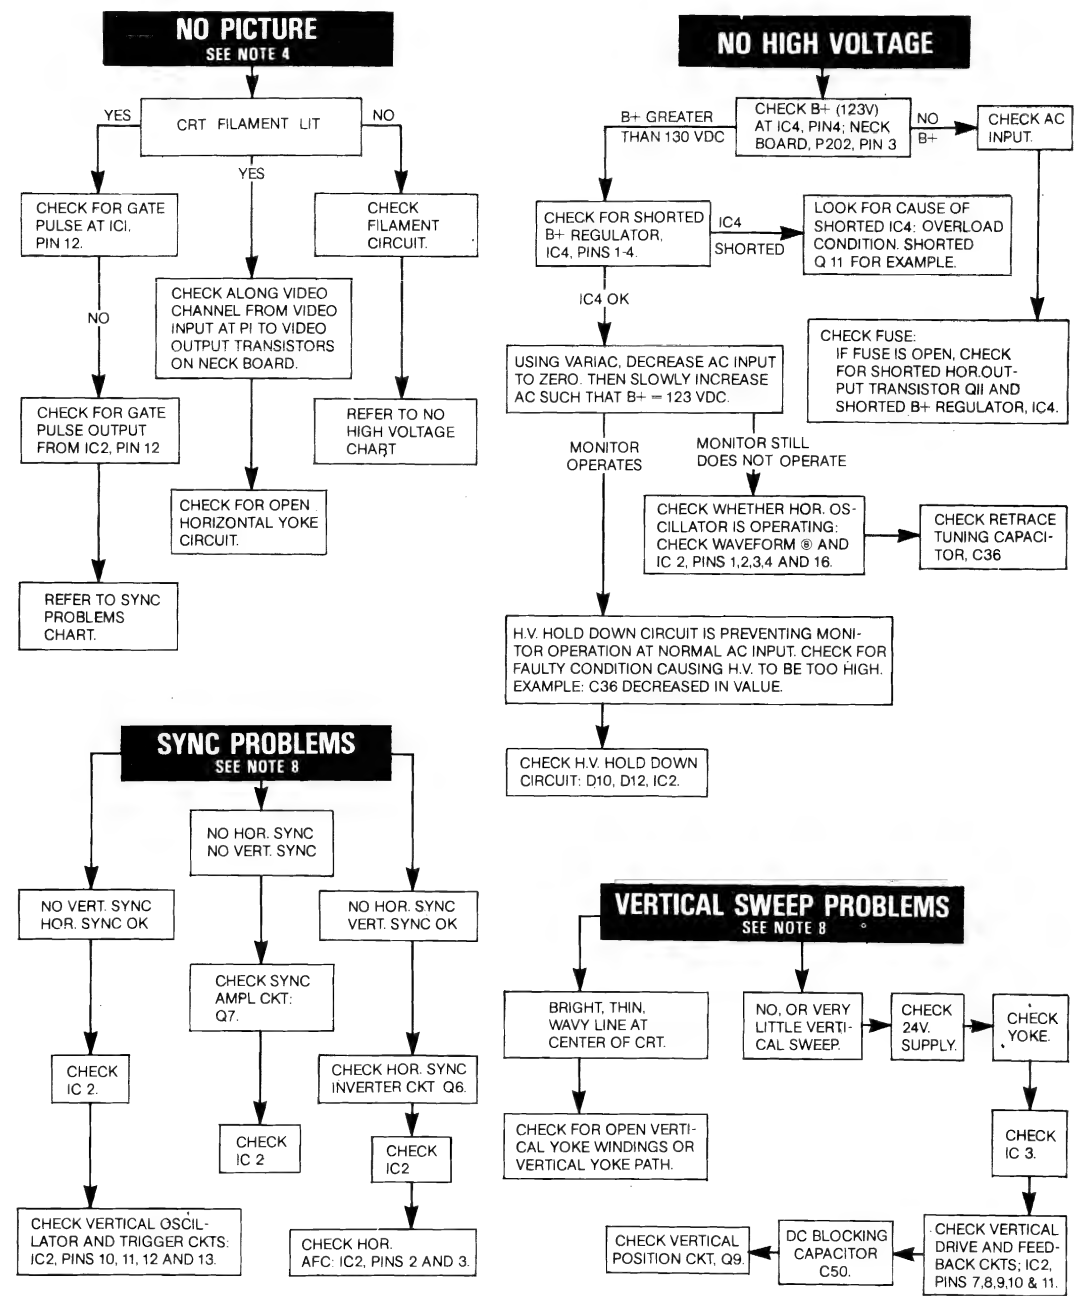 NO PICTURE
SEE NOTE 4
YES
CRT FILAMENT LIT
NO
YES
CHECK FOR GATE
PULSE AT ICI,
PIN 12.
CHECK
FILAMENT
CIRCUIT.
NO
CHECK ALONG VIDEO
CHANNEL FROM VIDEO
INPUT AT PI TO VIDEO
OUTPUT TRANSISTORS
ON NECK BOARD.
CHECK FOR GATE
PULSE OUTPUT
FROM IC2, PIN 12
REFER TO NO
HIGH VOLTAGE
CHART
CHECK FOR OPEN
HORIZONTAL YOKE
CIRCUIT.
REFER TO SYNC
PROBLEMS
CHART.
NO HIGH VOLTAGE
B+ GREATER
THAN 130 VDC
CHECK B+ (123V)
AT IC4, PIN4; NECK
BOARD, P202, PIN 3
NO
B+
CHECK AC
INPUT.
CHECK FOR SHORTED
B+ REGULATOR,
IC4, PINS 1-4.
IC4
SHORTED
LOOK FOR CAUSE OF
SHORTED IC4: OVERLOAD
CONDITION. SHORTED
Q 11 FOR EXAMPLE.
IC4 OK
CHECK FUSE:
IF FUSE IS OPEN, CHECK
FOR SHORTED HOR.OUT-
PUT TRANSISTOR QII AND
SHORTED B+ REGULATOR, IC4.
USING VARIAC, DECREASE AC INPUT
TO ZERO. THEN SLOWLY INCREASE
AC SUCH THAT B+ = 123 VDC.
MONITOR
OPERATES
MONITOR STILL
DOES NOT OPERATE
CHECK WHETHER HOR. OS-
CILLATOR IS OPERATING:
CHECK WAVEFORM ⑧ AND
IC 2, PINS 1,2,3,4 AND 16.
CHECK RETRACE
TUNING CAPACI-
TOR, C36
H.V. HOLD DOWN CIRCUIT IS PREVENTING MONI-
TOR OPERATION AT NORMAL AC INPUT. CHECK FOR
FAULTY CONDITION CAUSING H.V. TO BE TOO HIGH.
EXAMPLE: C36 DECREASED IN VALUE.
CHECK H.V. HOLD DOWN
CIRCUIT: D10, D12, IC2.
SYNC PROBLEMS
SEE NOTE 8
NO HOR. SYNC
NO VERT. SYNC
NO VERT. SYNC
HOR. SYNC OK
NO HOR. SYNC
VERT. SYNC OK
CHECK SYNC
AMPL CKT:
Q7.
CHECK
IC 2.
CHECK HOR. SYNC
INVERTER CKT Q6.
CHECK
IC 2
CHECK
IC2
CHECK VERTICAL OSCIL-
LATOR AND TRIGGER CKTS:
IC2, PINS 10, 11, 12 AND 13.
CHECK HOR.
AFC: IC2, PINS 2 AND 3.
VERTICAL SWEEP PROBLEMS
SEE NOTE 8
BRIGHT, THIN,
WAVY LINE AT
CENTER OF CRT.
NO, OR VERY
LITTLE VERTI-
CAL SWEEP.
CHECK
24V.
SUPPLY.
CHECK
YOKE.
CHECK FOR OPEN VERTI-
CAL YOKE WINDINGS OR
VERTICAL YOKE PATH.
CHECK
IC 3.
CHECK VERTICAL
POSITION CKT, Q9.
DC BLOCKING
CAPACITOR
C50.
CHECK VERTICAL
DRIVE AND FEED-
BACK CKTS; IC2,
PINS 7,8,9,10 & 11.